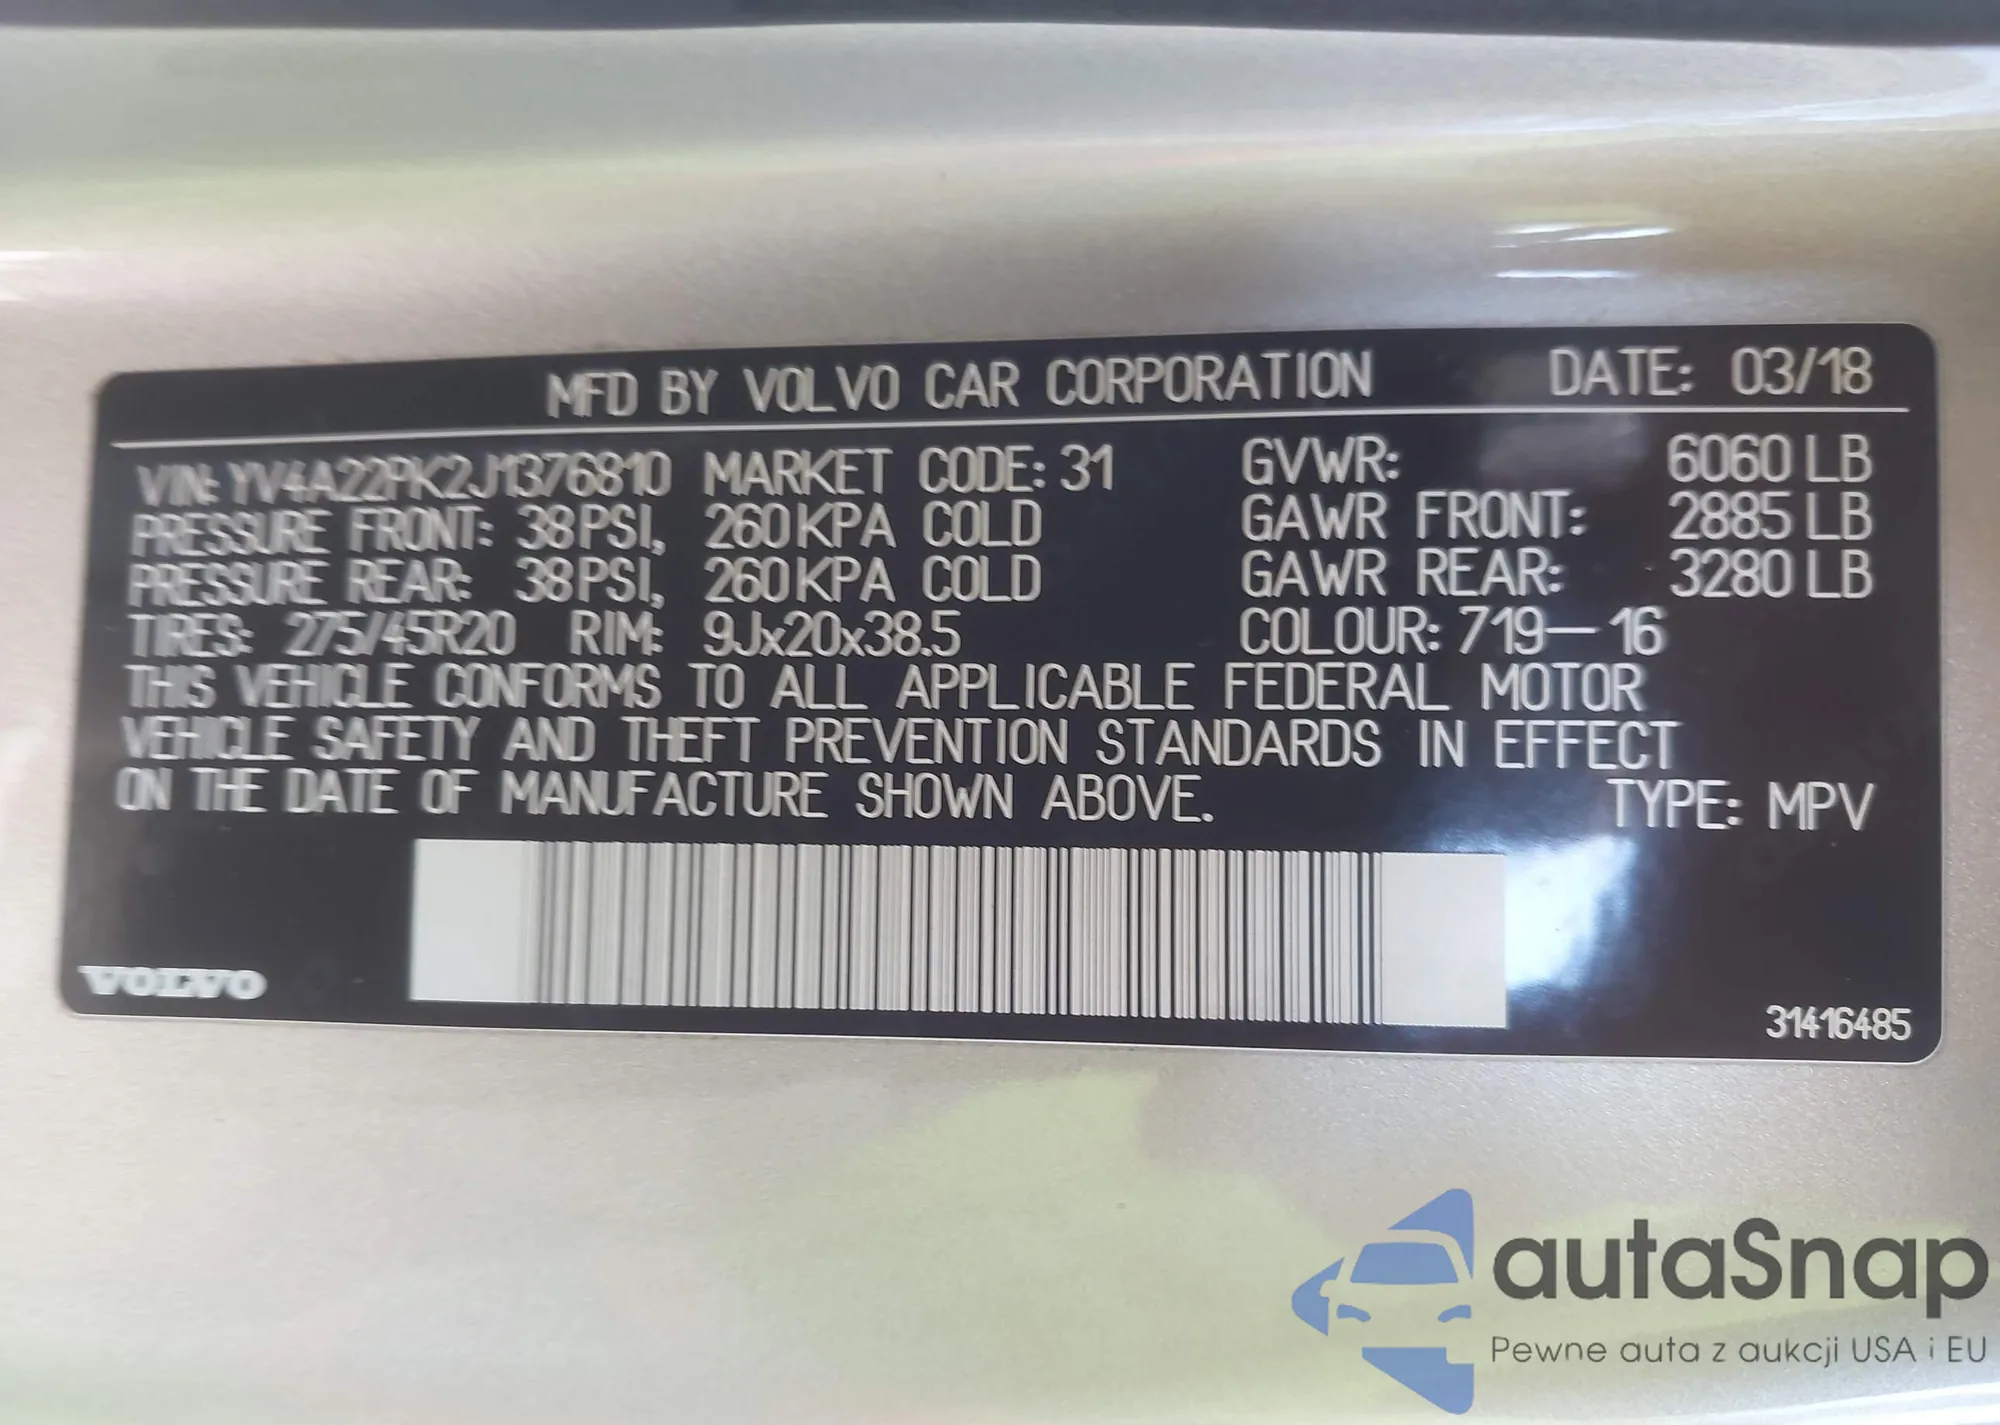 MFD BY VOLVO CAR CORPORATION DATE: 03/18
VIN: YV4A22PK2J1376810 MARKET CODE: 31 GVWR: 6060 LB
PRESSURE FRONT: 38 PSI, 260 KPA COLD GAWR FRONT: 2885 LB
PRESSURE REAR: 38 PSI, 260 KPA COLD GAWR REAR: 3280 LB
TIRES: 275/45R20 RIM: 9Jx20x38.5 COLOUR: 719-16
THIS VEHICLE CONFORMS TO ALL APPLICABLE FEDERAL MOTOR
VEHICLE SAFETY AND THEFT PREVENTION STANDARDS IN EFFECT
ON THE DATE OF MANUFACTURE SHOWN ABOVE. TYPE: MPV
VOLVO
31416485
autaSnap
Pewne auta z aukcji USA i EU